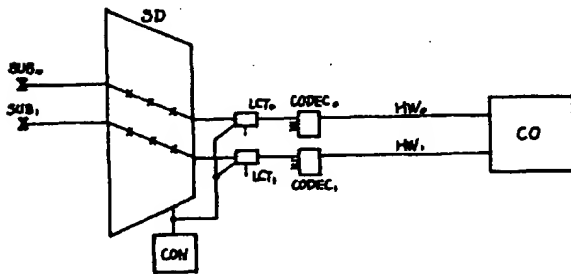 SD
SUB₀
LCT₀
CODEC₀
HW₀
SUB₁
CO
HW₁
LCT₁
CODEC₁
CON